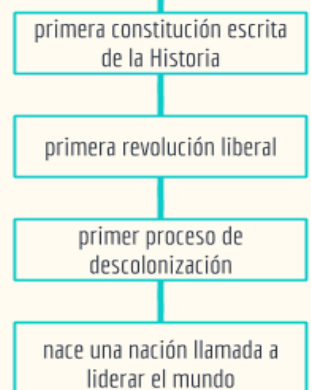 primera constitución escrita
de la Historia
primera revolución liberal
primer proceso de
descolonización
nace una nación llamada a
liderar el mundo